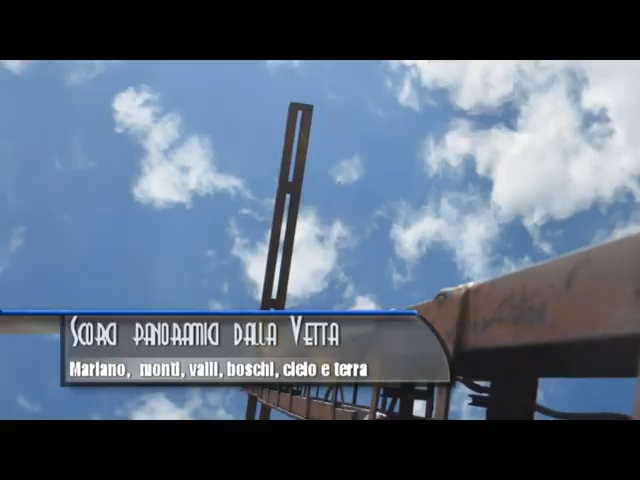 Scorci panoramici dalla Vetta
Mariano, monti, valli, boschi, cielo e terra